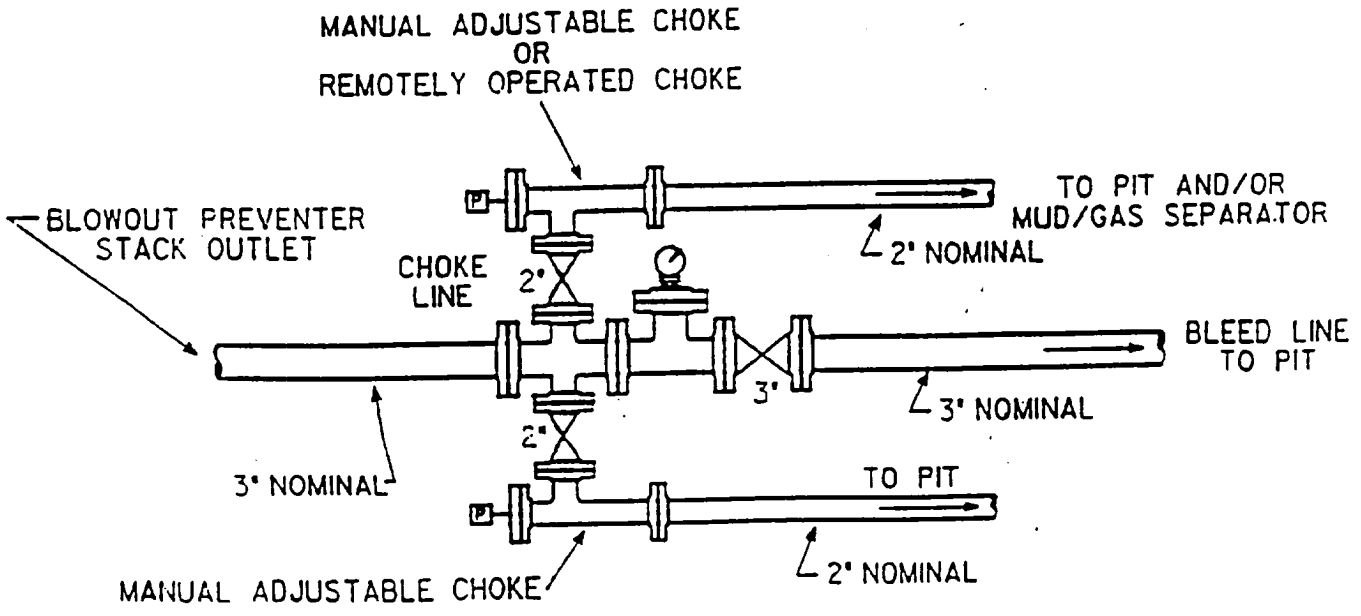 MANUAL ADJUSTABLE CHOKE
OR
REMOTELY OPERATED CHOKE
P
TO PIT AND/OR
MUD/GAS SEPARATOR
BLOWOUT PREVENTER
STACK OUTLET
2" NOMINAL
CHOKE
LINE
2"
BLEED LINE
TO PIT
3"
3" NOMINAL
2"
3" NOMINAL
TO PIT
P
2" NOMINAL
MANUAL ADJUSTABLE CHOKE